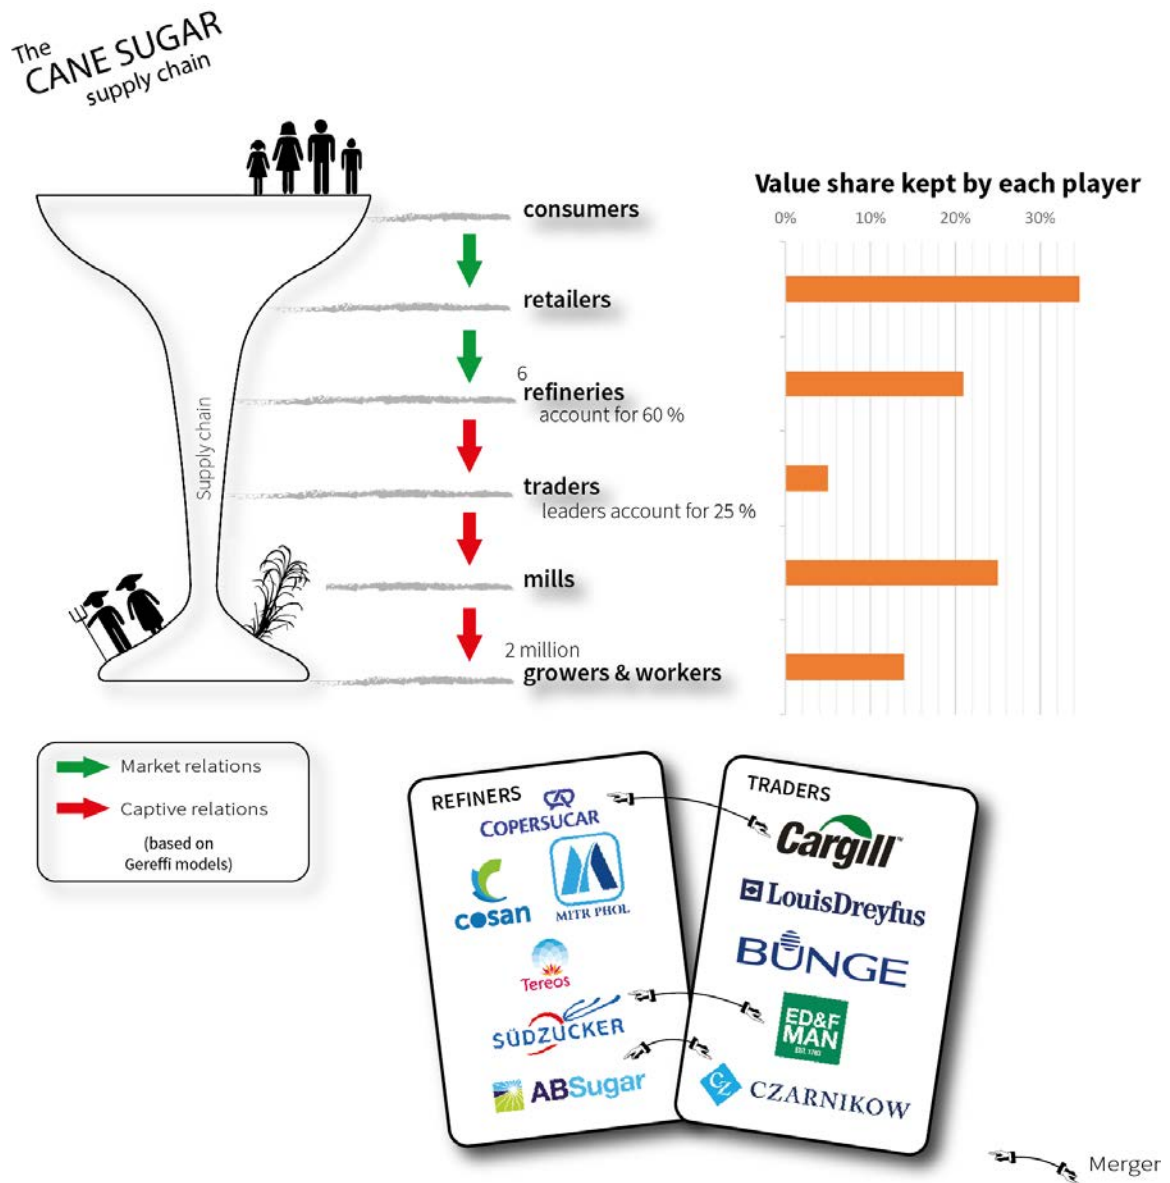 The
CANE SUGAR
supply chain
Value share kept by each player
0% 10% 20% 30%
consumers
retailers
6
refineries
account for 60 %
traders
leaders account for 25 %
mills
2 million
growers & workers
Supply chain
Market relations
Captive relations
(based on
Gereffi models)
REFINERS
COPERSUCAR
cosan
MITR PHOL
Tereos
SÜDZUCKER
ABSugar
TRADERS
Cargill™
LouisDreyfus
BUNGE
ED&F
MAN
EST. 1783
CZ CZARNIKOW
Merger